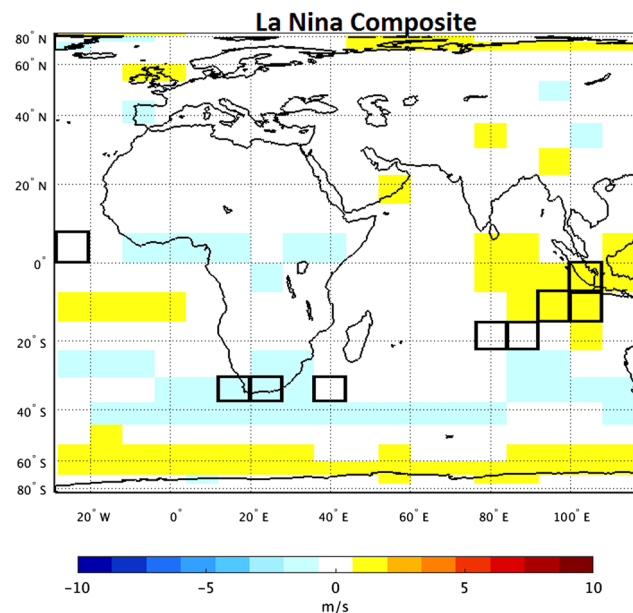 La Nina Composite
80° N
60° N
40° N
20° N
0°
20° S
40° S
60° S
80° S
20° W 0° 20° E 40° E 60° E 80° E 100° E
−10 −5 0 5 10
m/s